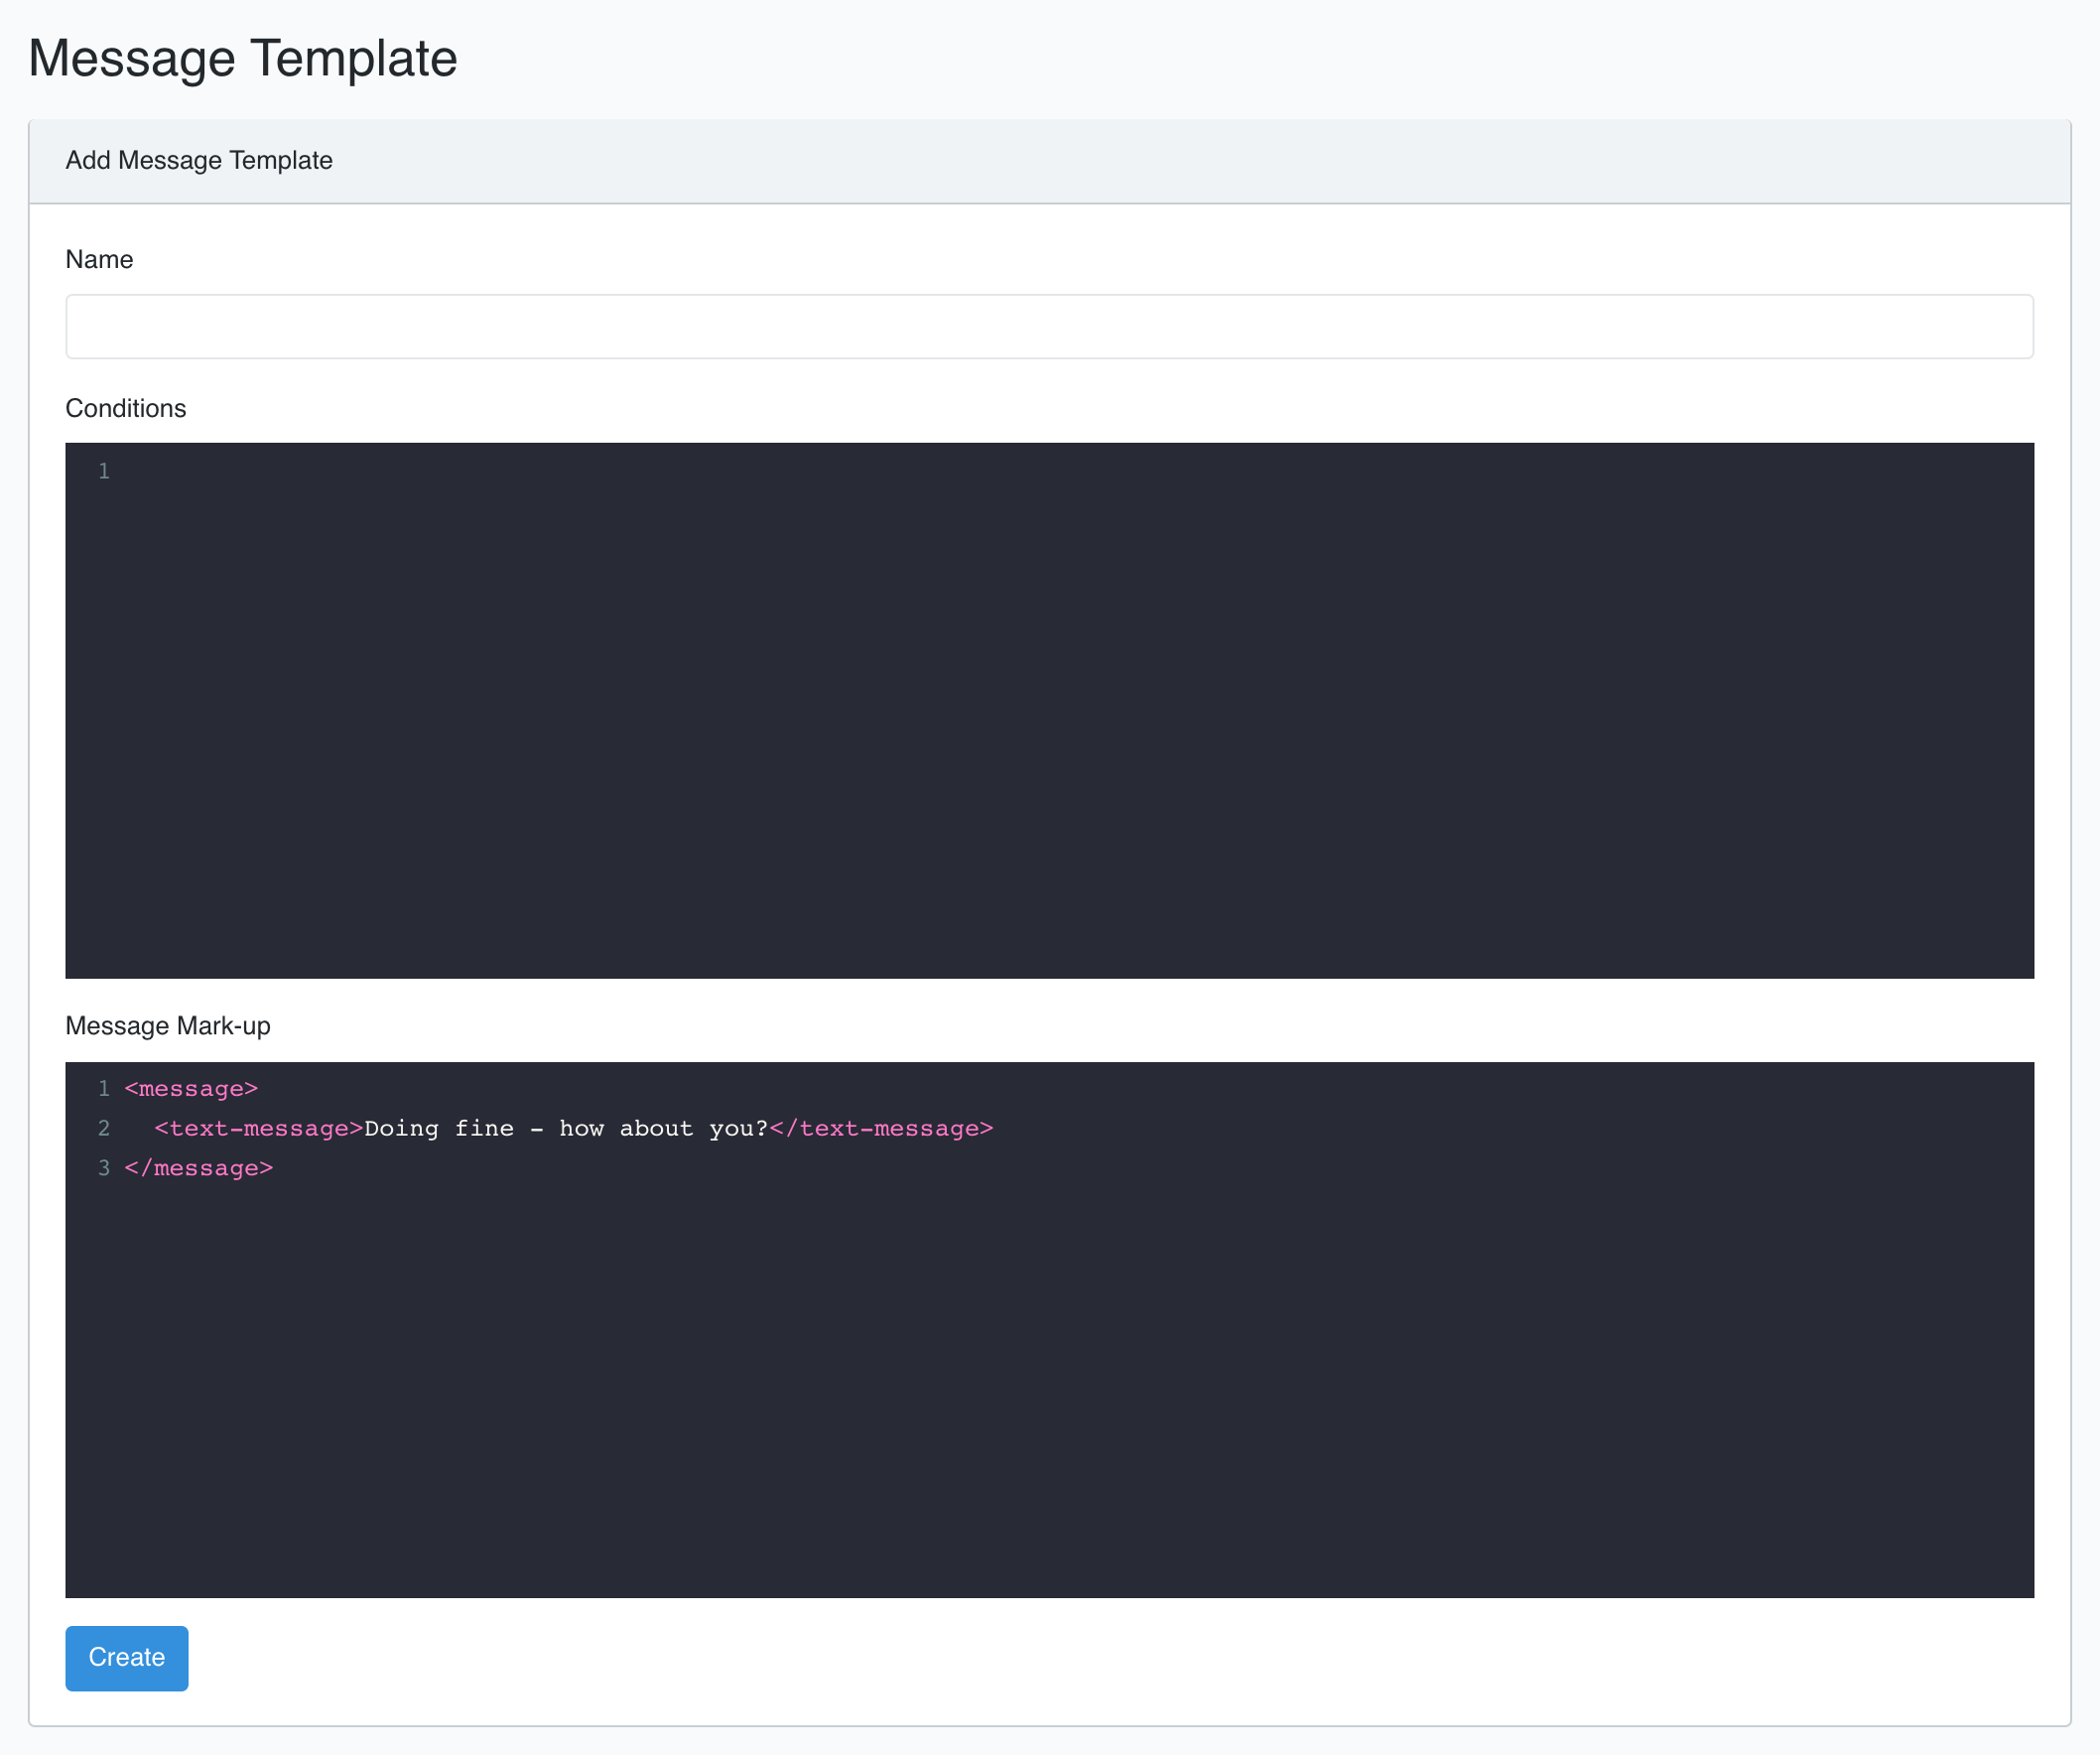 Message Template
Add Message Template
Name
Conditions
1
Message Mark-up
1 <message>
2   <text-message>Doing fine - how about you?</text-message>
3 </message>
Create